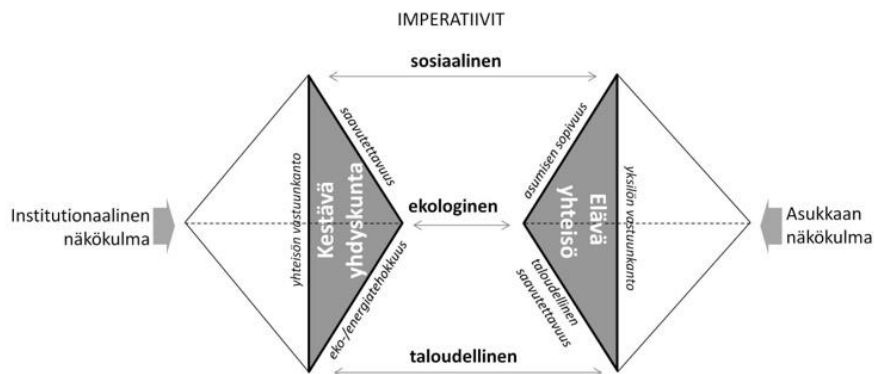 IMPERATIIVIT
sosiaalinen
saavutettavuus
asumisen sopivuus
Institutionaalinen
näkökulma
yhteisön vastuunkanto
Kestävä
yhdyskunta
ekologinen
Elävä
yhteisö
yksilön vastuunkanto
Asukkaan
näkökulma
eko-/energiatehokkuus
taloudellinen
saavutettavuus
taloudellinen